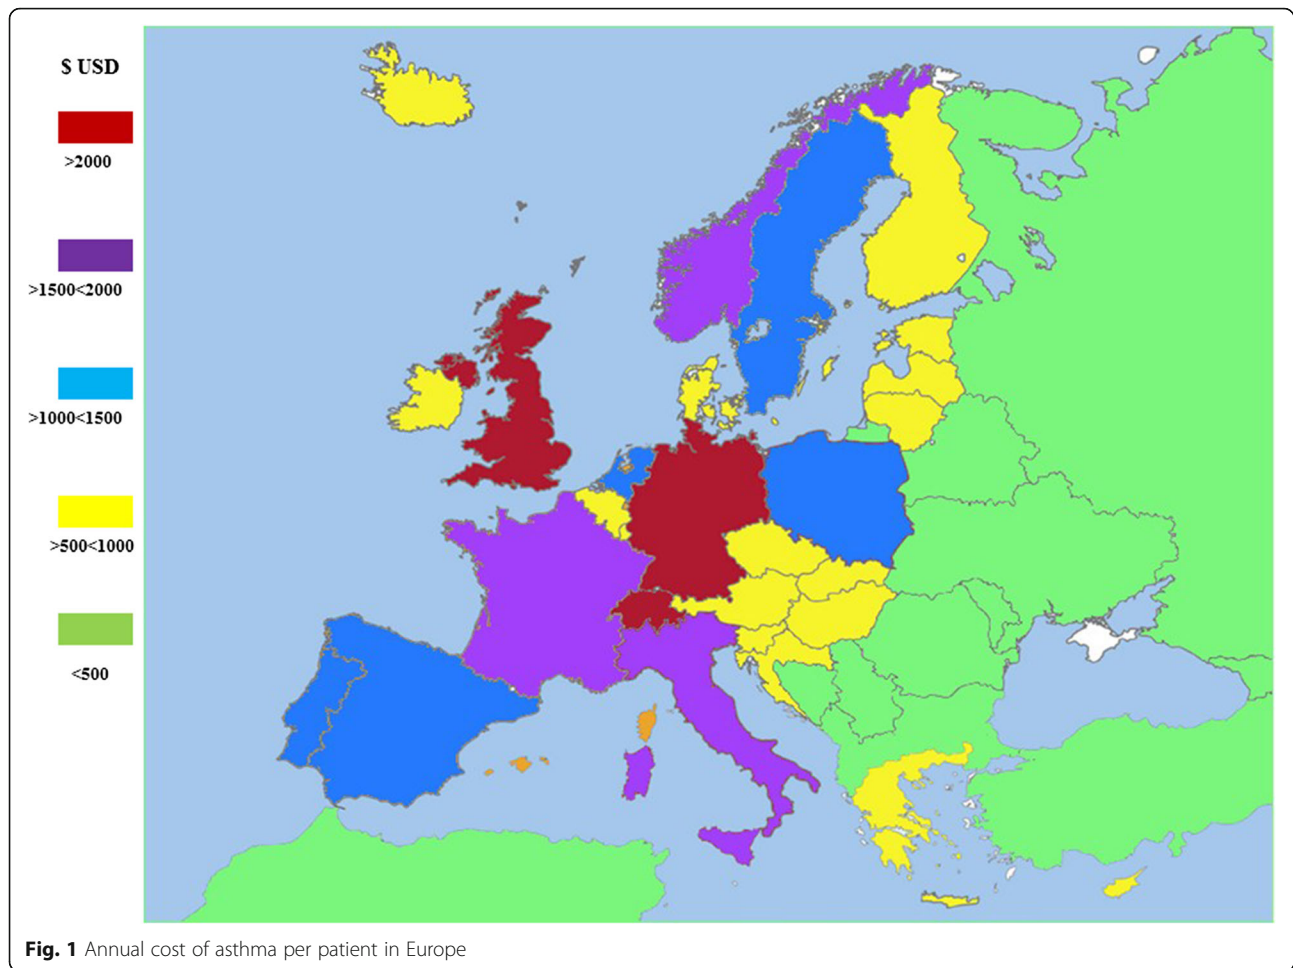 $ USD
>2000
>1500<2000
>1000<1500
>500<1000
<500
Fig. 1 Annual cost of asthma per patient in Europe